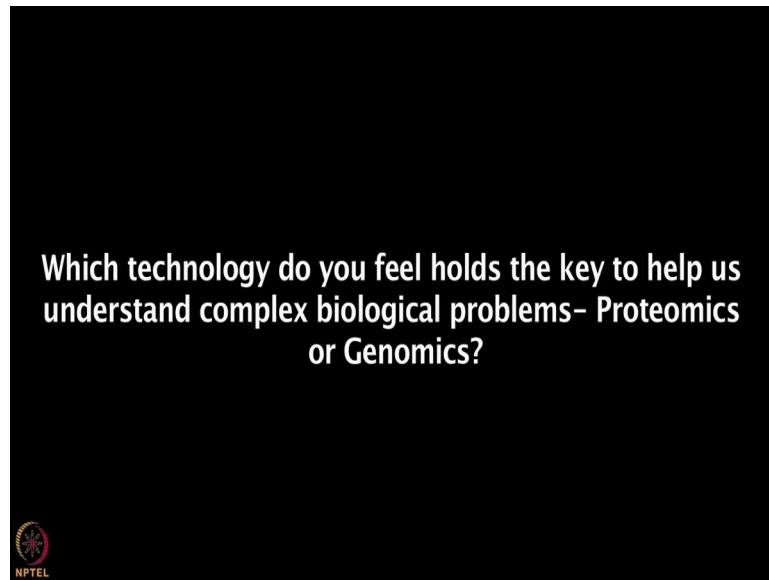 Which technology do you feel holds the key to help us
understand complex biological problems- Proteomics
or Genomics?
NPTEL